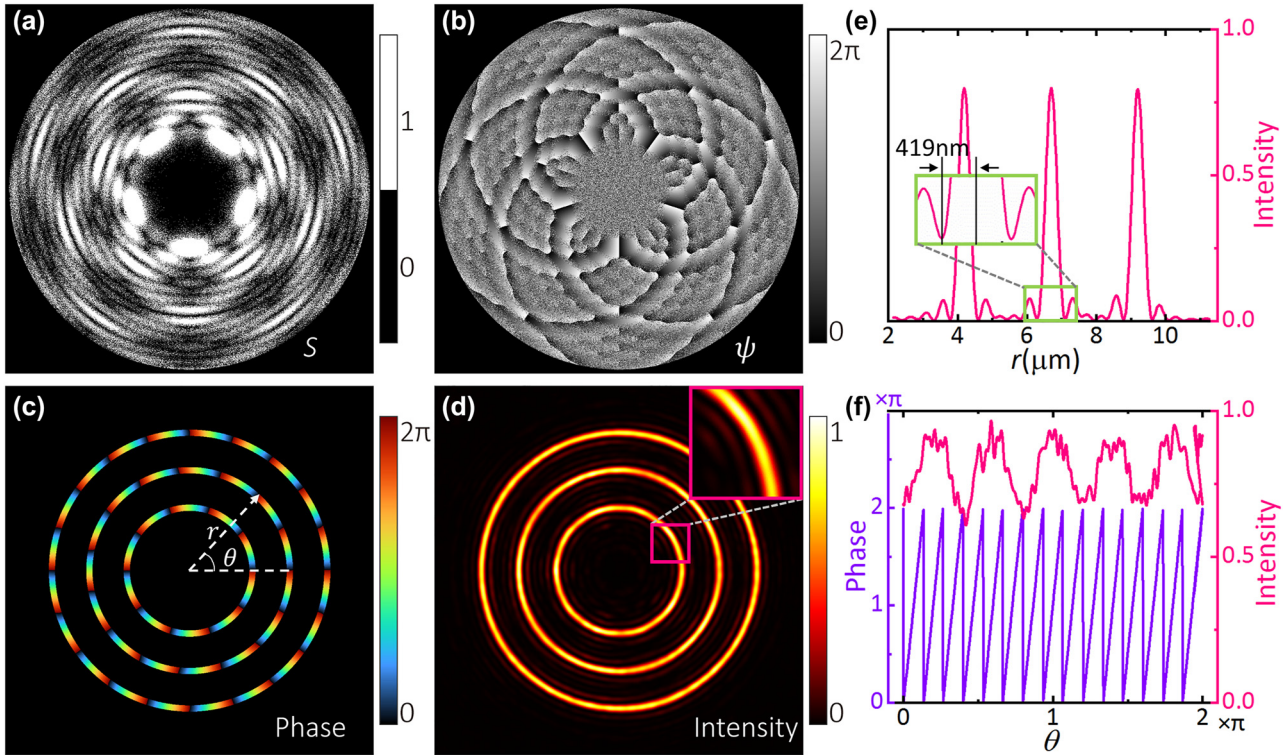 (a)
1
0
S
(b)
2π
0
ψ
(e)
419nm
1.0
0.5
0.0
Intensity
2 4 6 8 10
r(μm)
(c)
2π
0
r
θ
Phase
(d)
1
0
Intensity
(f)
×π
2
1
0
Phase
1.0
0.5
0.0
Intensity
0 1 2 ×π
θ